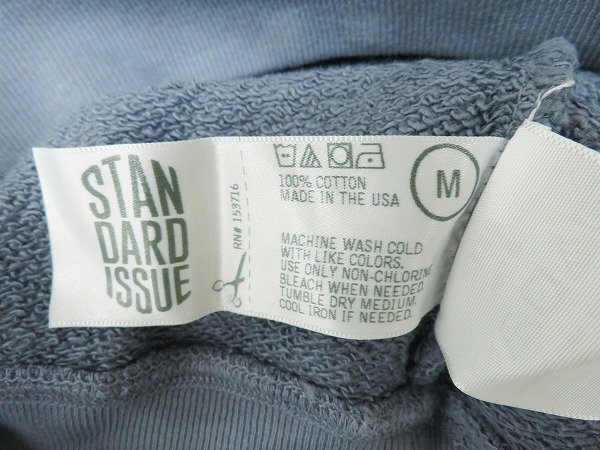 STAN
DARD
ISSUE
RN# 153716
100% COTTON
MADE IN THE USA
M
MACHINE WASH COLD
WITH LIKE COLORS.
USE ONLY NON-CHLORINE
BLEACH WHEN NEEDED.
TUMBLE DRY MEDIUM.
COOL IRON IF NEEDED.